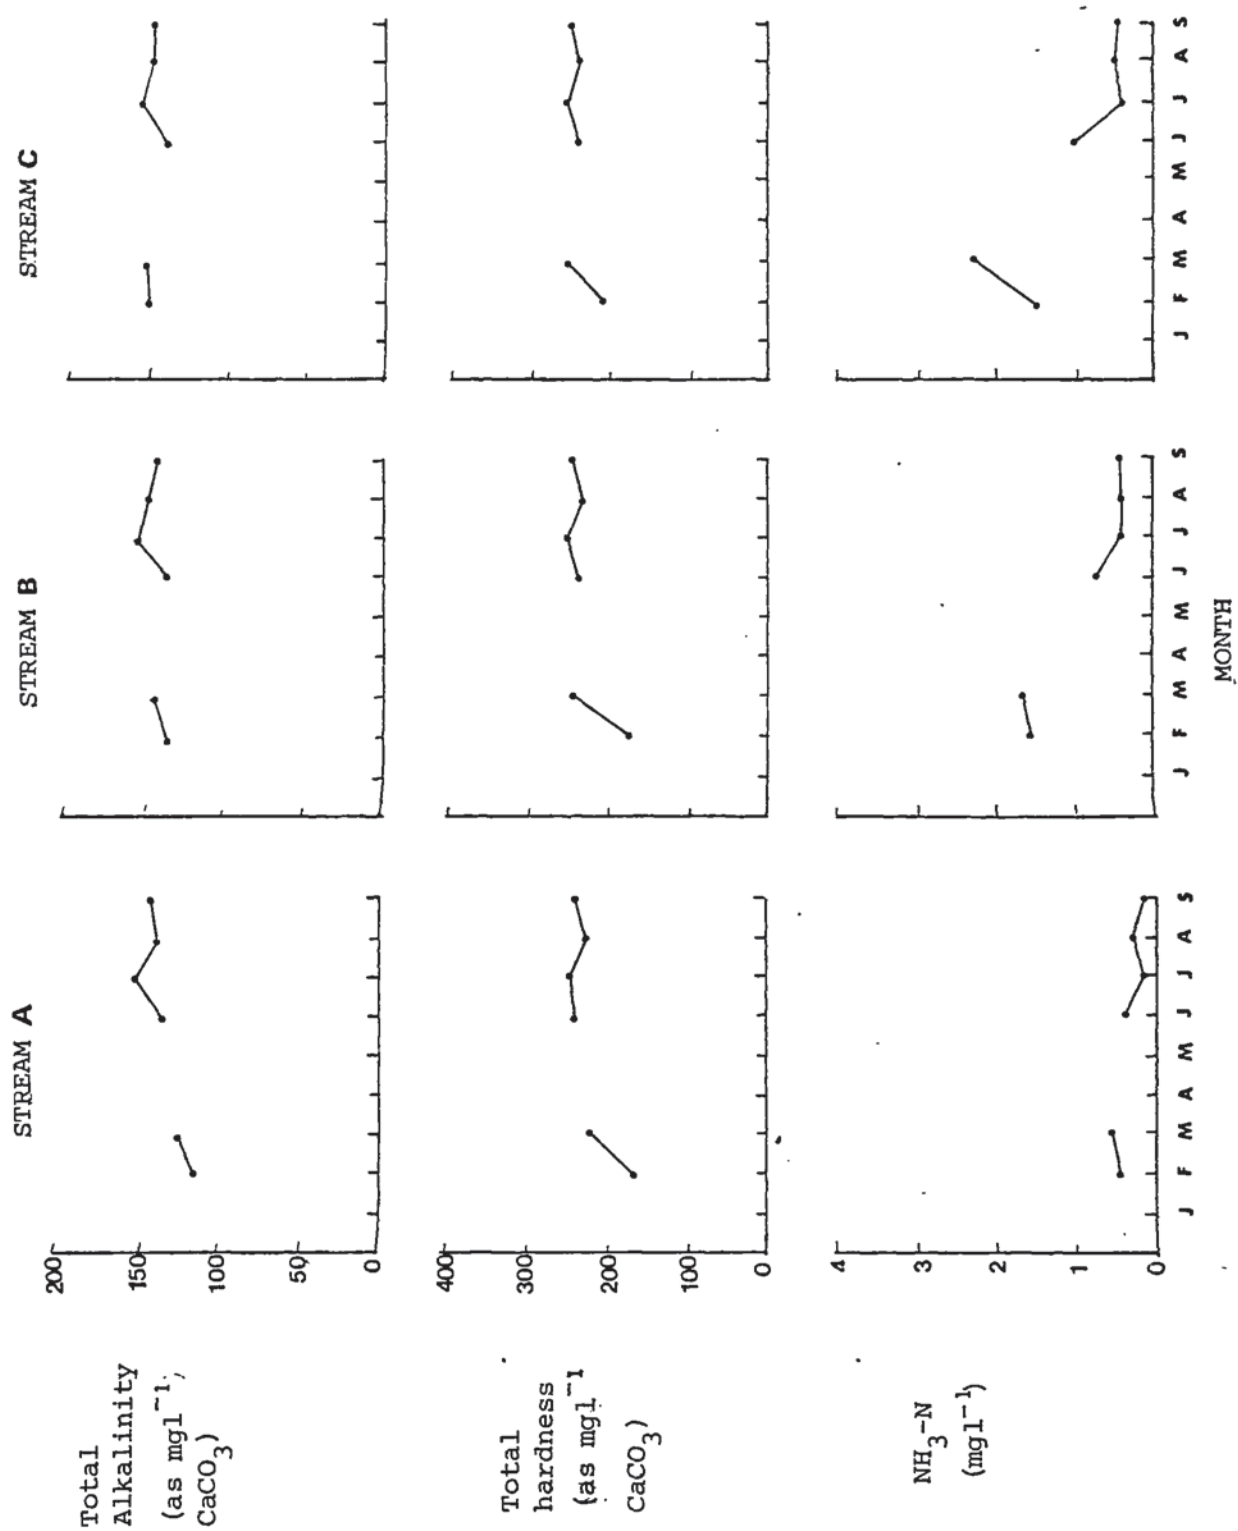 STREAM A
STREAM B
STREAM C
Total
Alkalinity
(as mgl⁻¹,
CaCO₃)
200
150
100
50
0
Total
hardness
(as mgl⁻¹
CaCO₃)
400
300
200
100
0
NH₃-N
(mgl⁻¹)
4
3
2
1
0
J F M A M J J A S
J F M A M J J A S
J F M A M J J A S
MONTH